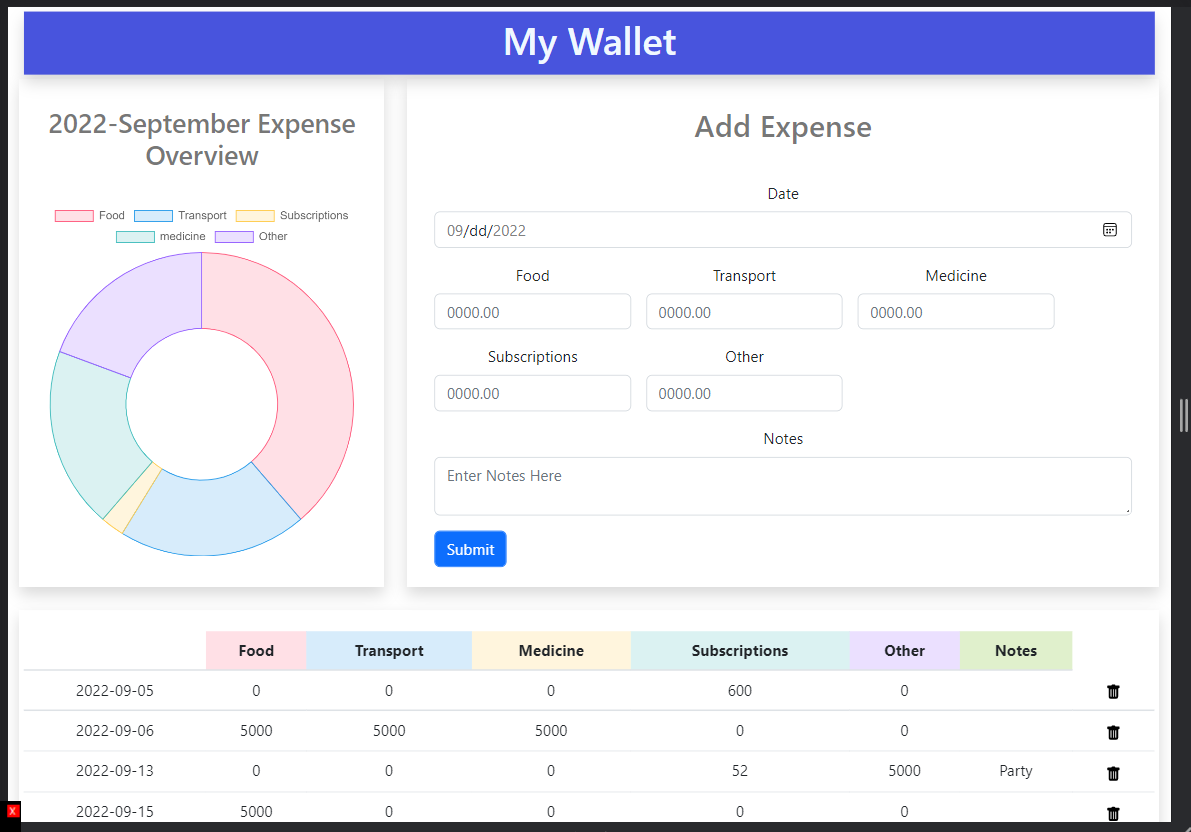 My Wallet
2022-September Expense
Overview
Food Transport Subscriptions
medicine Other
Add Expense
Date
09/dd/2022
Food Transport Medicine
0000.00 0000.00 0000.00
Subscriptions Other
0000.00 0000.00
Notes
Enter Notes Here
Submit
Food Transport Medicine Subscriptions Other Notes
2022-09-05 0 0 0 600 0
2022-09-06 5000 5000 5000 0 0
2022-09-13 0 0 0 52 5000 Party
2022-09-15 5000 0 0 0 0
X